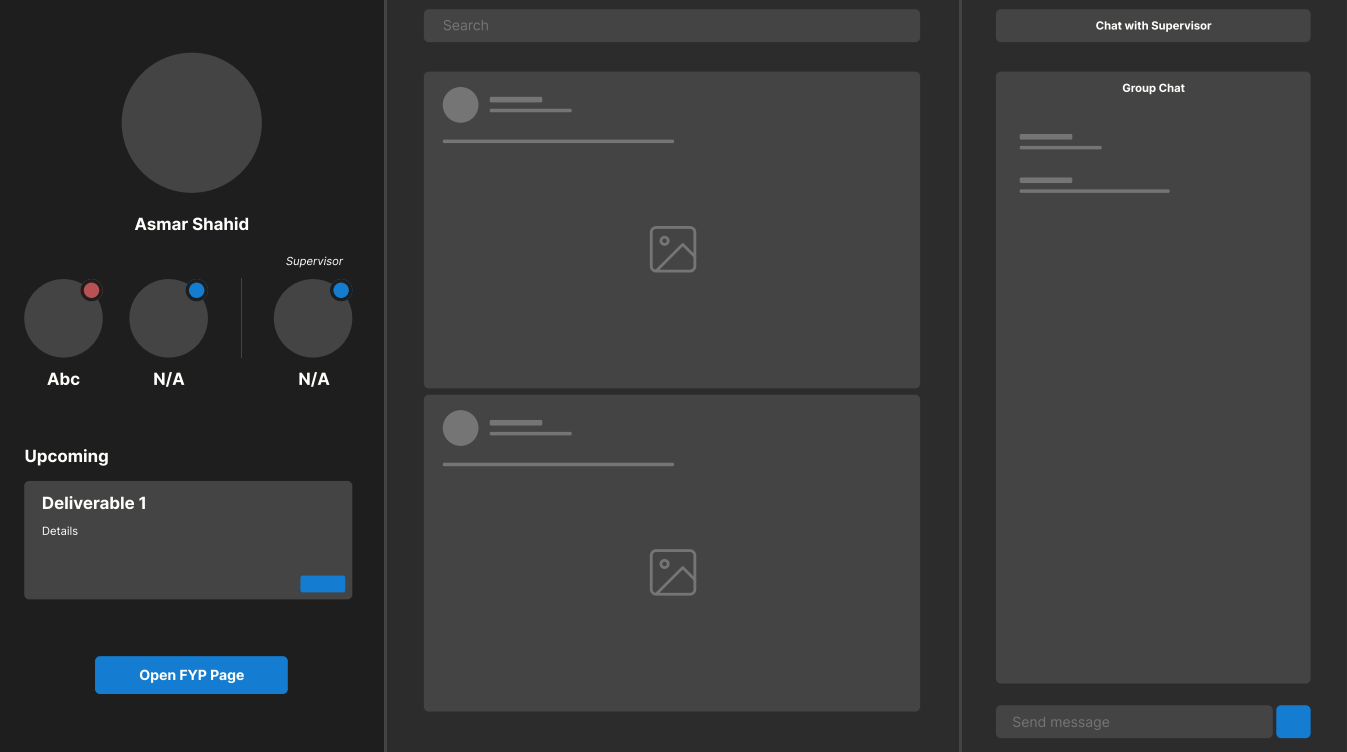 Asmar Shahid
Supervisor
Abc
N/A
N/A
Upcoming
Deliverable 1
Details
Open FYP Page
Search
Chat with Supervisor
Group Chat
Send message